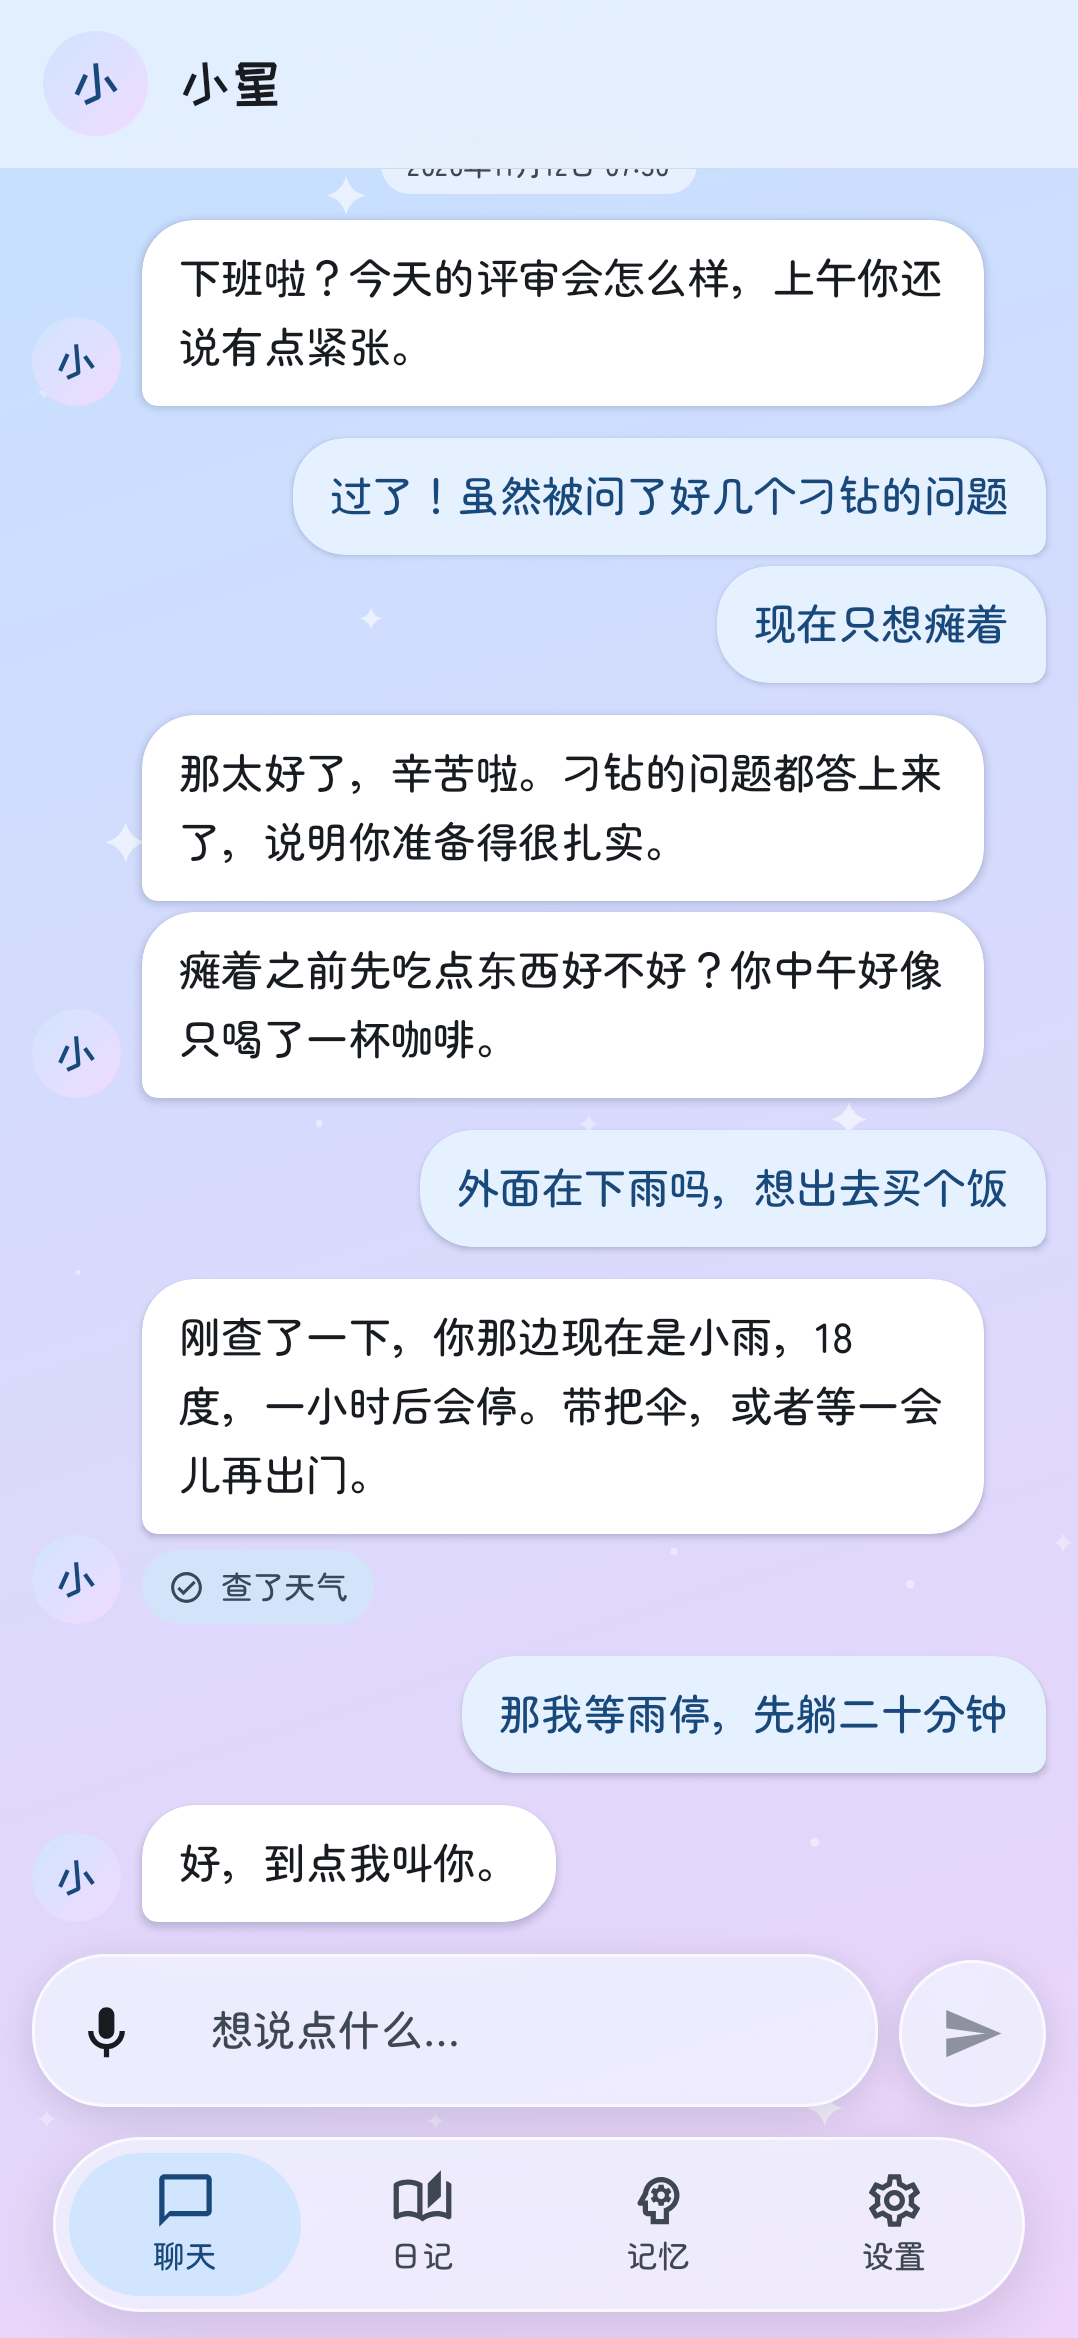 小
小星
下班啦？今天的评审会怎么样，上午你还
说有点紧张。
小
过了！虽然被问了好几个刁钻的问题
现在只想瘫着
那太好了，辛苦啦。刁钻的问题都答上来
了，说明你准备得很扎实。
瘫着之前先吃点东西好不好？你中午好像
只喝了一杯咖啡。
小
外面在下雨吗，想出去买个饭
刚查了一下，你那边现在是小雨，18
度，一小时后会停。带把伞，或者等一会
儿再出门。
小
查了天气
那我等雨停，先躺二十分钟
好，到点我叫你。
小
想说点什么...
聊天
日记
记忆
设置